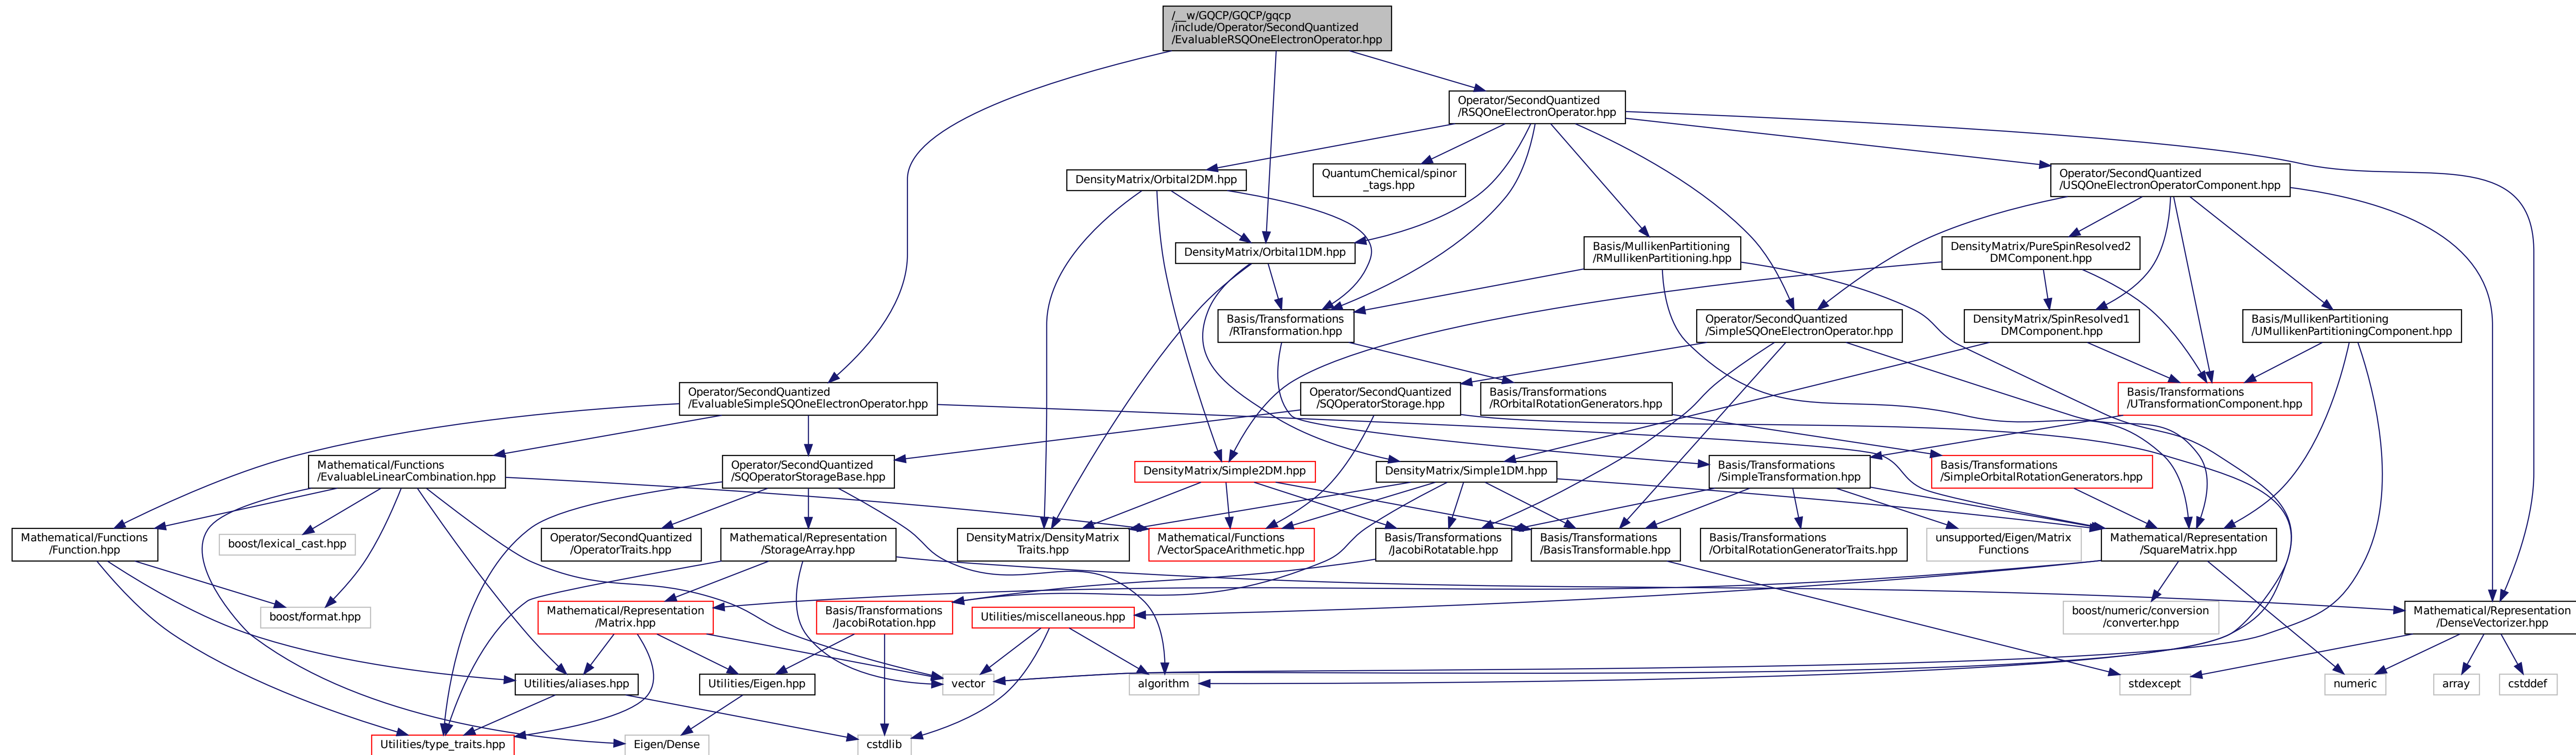 /__w/GQCP/GQCP/gqcp
/include/Operator/SecondQuantized
/EvaluableRSQOneElectronOperator.hpp
Operator/SecondQuantized
/RSQOneElectronOperator.hpp
DensityMatrix/Orbital2DM.hpp
QuantumChemical/spinor
_tags.hpp
Operator/SecondQuantized
/USQOneElectronOperatorComponent.hpp
DensityMatrix/Orbital1DM.hpp
Basis/MullikenPartitioning
/RMullikenPartitioning.hpp
DensityMatrix/PureSpinResolved2
DMComponent.hpp
Basis/Transformations
/RTransformation.hpp
Operator/SecondQuantized
/SimpleSQOneElectronOperator.hpp
DensityMatrix/SpinResolved1
DMComponent.hpp
Basis/MullikenPartitioning
/UMullikenPartitioningComponent.hpp
Operator/SecondQuantized
/EvaluableSimpleSQOneElectronOperator.hpp
Operator/SecondQuantized
/SQOperatorStorage.hpp
Basis/Transformations
/ROrbitalRotationGenerators.hpp
Basis/Transformations
/UTransformationComponent.hpp
Mathematical/Functions
/EvaluableLinearCombination.hpp
Operator/SecondQuantized
/SQOperatorStorageBase.hpp
DensityMatrix/Simple2DM.hpp
DensityMatrix/Simple1DM.hpp
Basis/Transformations
/SimpleTransformation.hpp
Basis/Transformations
/SimpleOrbitalRotationGenerators.hpp
Mathematical/Functions
/Function.hpp
boost/lexical_cast.hpp
Operator/SecondQuantized
/OperatorTraits.hpp
Mathematical/Representation
/StorageArray.hpp
DensityMatrix/DensityMatrix
Traits.hpp
Mathematical/Functions
/VectorSpaceArithmetic.hpp
Basis/Transformations
/JacobiRotatable.hpp
Basis/Transformations
/BasisTransformable.hpp
Basis/Transformations
/OrbitalRotationGeneratorTraits.hpp
unsupported/Eigen/Matrix
Functions
Mathematical/Representation
/SquareMatrix.hpp
boost/format.hpp
Mathematical/Representation
/Matrix.hpp
Basis/Transformations
/JacobiRotation.hpp
Utilities/miscellaneous.hpp
boost/numeric/conversion
/converter.hpp
Mathematical/Representation
/DenseVectorizer.hpp
Utilities/aliases.hpp
Utilities/Eigen.hpp
vector
algorithm
stdexcept
numeric
array
cstddef
Utilities/type_traits.hpp
Eigen/Dense
cstdlib